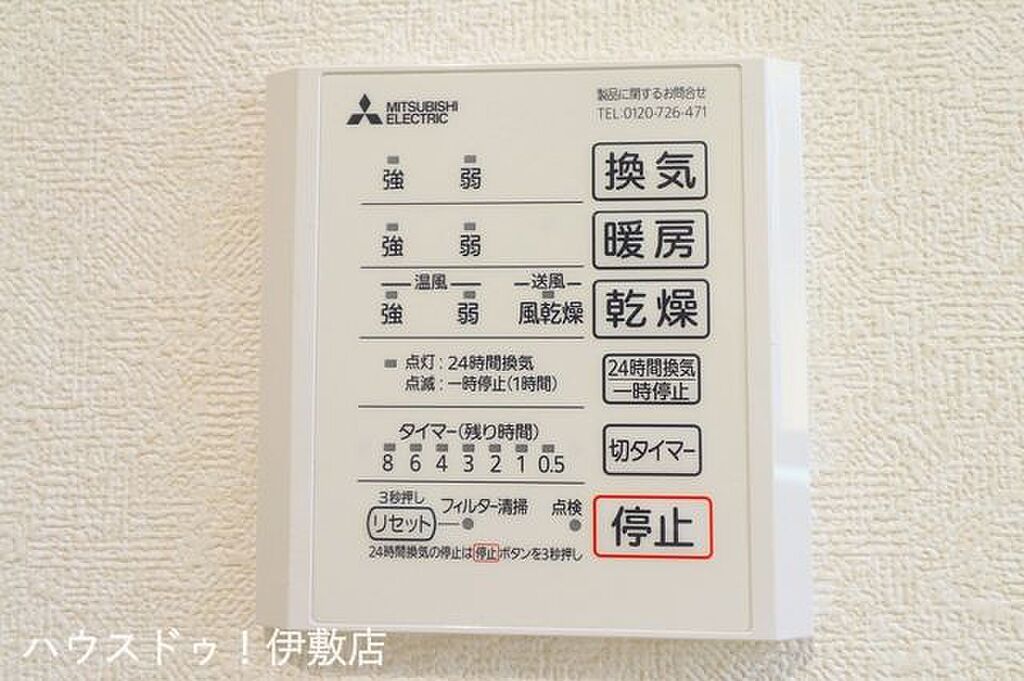 MITSUBISHI
ELECTRIC
製品に関するお問合せ
TEL:0120-726-471
強 弱 換気
強 弱 暖房
温風 送風
強 弱 風乾燥 乾燥
点灯:24時間換気
点滅:一時停止(1時間)
24時間換気
一時停止
タイマー(残り時間)
8 6 4 3 2 1 0.5
切タイマー
3秒押し
リセット フィルター清掃 点検
停止
24時間換気の停止は停止ボタンを3秒押し
ハウスドゥ!伊敷店